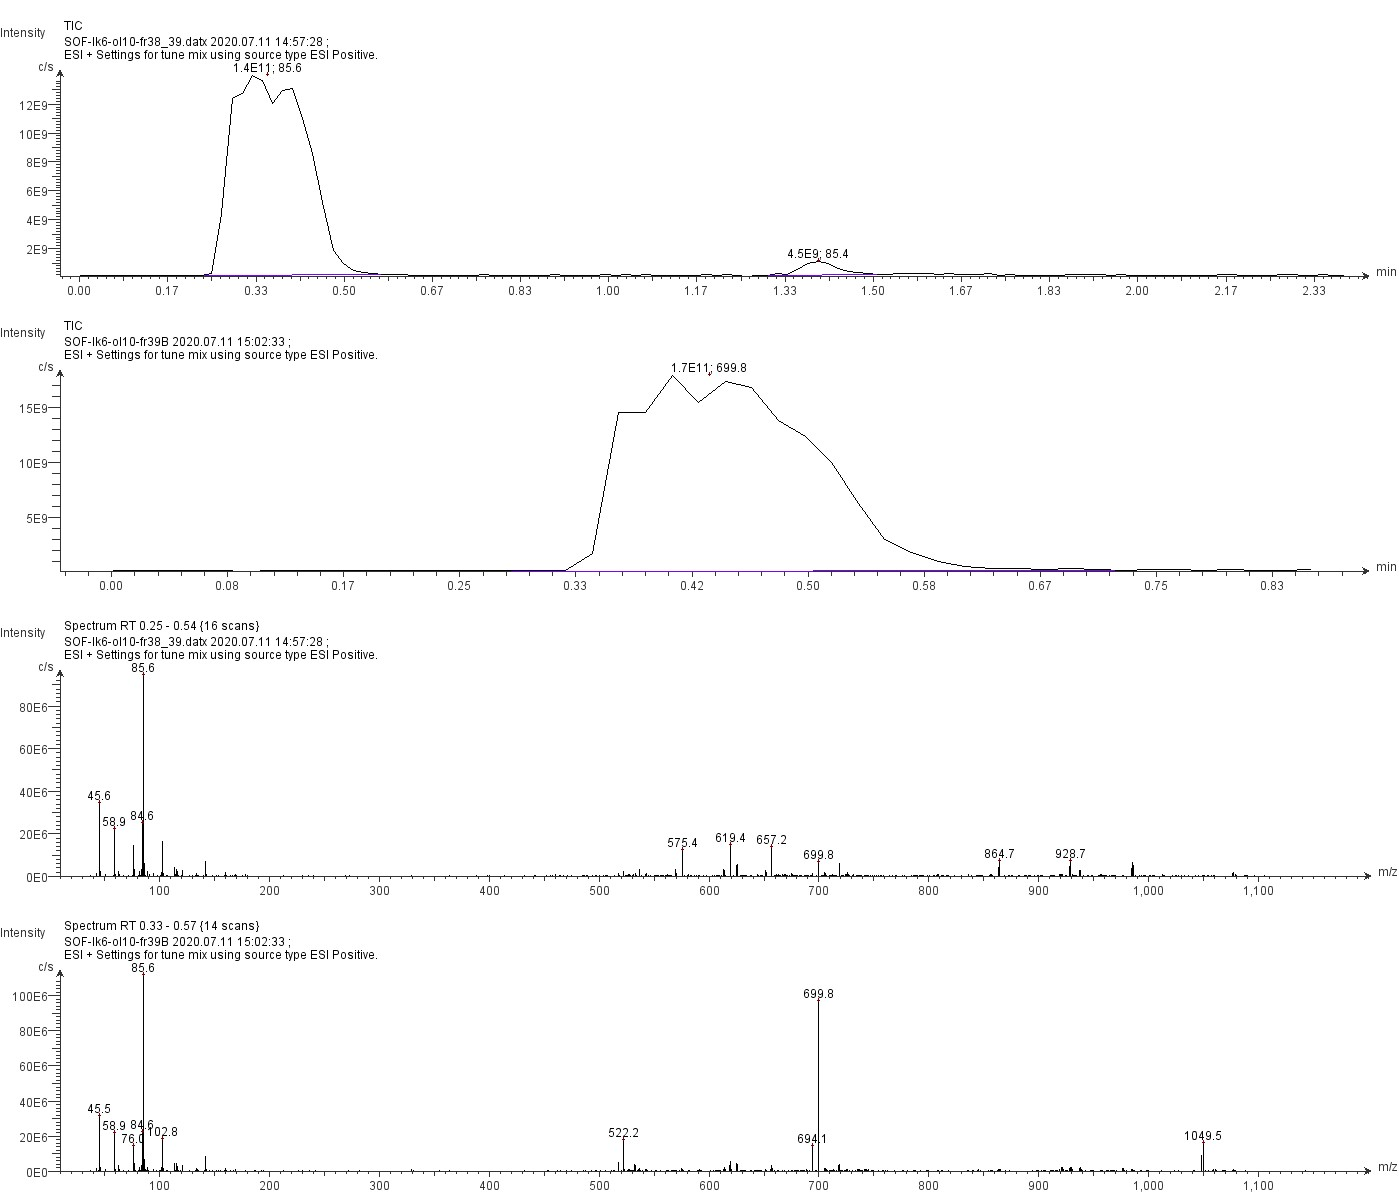 TIC
Intensity
SOF-lk6-ol10-fr38_39.datx 2020.07.11 14:57:28 ;
ESI + Settings for tune mix using source type ESI Positive.
c/s
1.4E11; 85.6
12E9
10E9
8E9
6E9
4E9
2E9
4.5E9; 85.4
min
0.00 0.17 0.33 0.50 0.67 0.83 1.00 1.17 1.33 1.50 1.67 1.83 2.00 2.17 2.33
TIC
Intensity
SOF-lk6-ol10-fr39B 2020.07.11 15:02:33 ;
ESI + Settings for tune mix using source type ESI Positive.
c/s
1.7E11; 699.8
15E9
10E9
5E9
min
0.00 0.08 0.17 0.25 0.33 0.42 0.50 0.58 0.67 0.75 0.83
Spectrum RT 0.25 - 0.54 {16 scans}
Intensity
SOF-lk6-ol10-fr38_39.datx 2020.07.11 14:57:28 ;
ESI + Settings for tune mix using source type ESI Positive.
c/s
85.6
80E6
60E6
40E6
20E6
0E0
45.6
58.9
84.6
575.4
619.4
657.2
699.8
864.7
928.7
m/z
100 200 300 400 500 600 700 800 900 1,000 1,100
Spectrum RT 0.33 - 0.57 {14 scans}
Intensity
SOF-lk6-ol10-fr39B 2020.07.11 15:02:33 ;
ESI + Settings for tune mix using source type ESI Positive.
c/s
85.6
699.8
100E6
80E6
60E6
40E6
20E6
0E0
45.5
58.9
84.6
76.0
102.8
522.2
694.1
1049.5
m/z
100 200 300 400 500 600 700 800 900 1,000 1,100